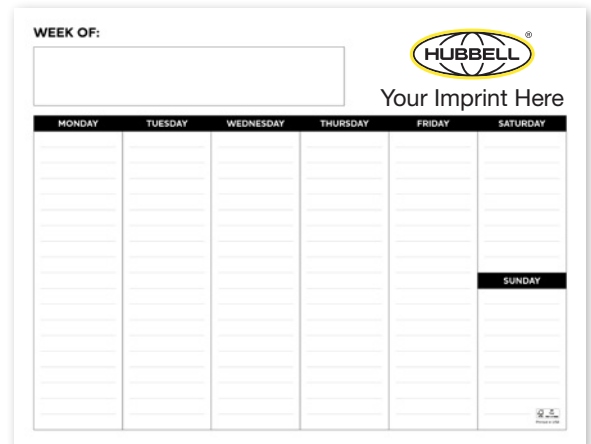 WEEK OF:
HUBBELL ®
Your Imprint Here
MONDAY TUESDAY WEDNESDAY THURSDAY FRIDAY SATURDAY
SUNDAY